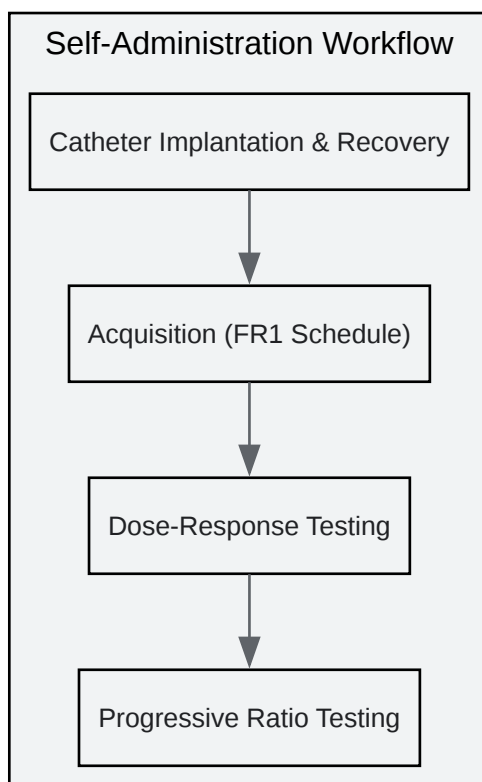 Self-Administration Workflow
Catheter Implantation & Recovery
Acquisition (FR1 Schedule)
Dose-Response Testing
Progressive Ratio Testing